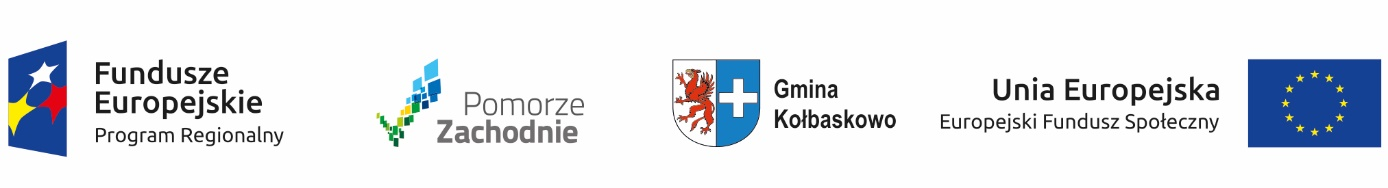 Fundusze
Europejskie
Program Regionalny
Pomorze
Zachodnie
Gmina
Kołbaskowo
Unia Europejska
Europejski Fundusz Społeczny